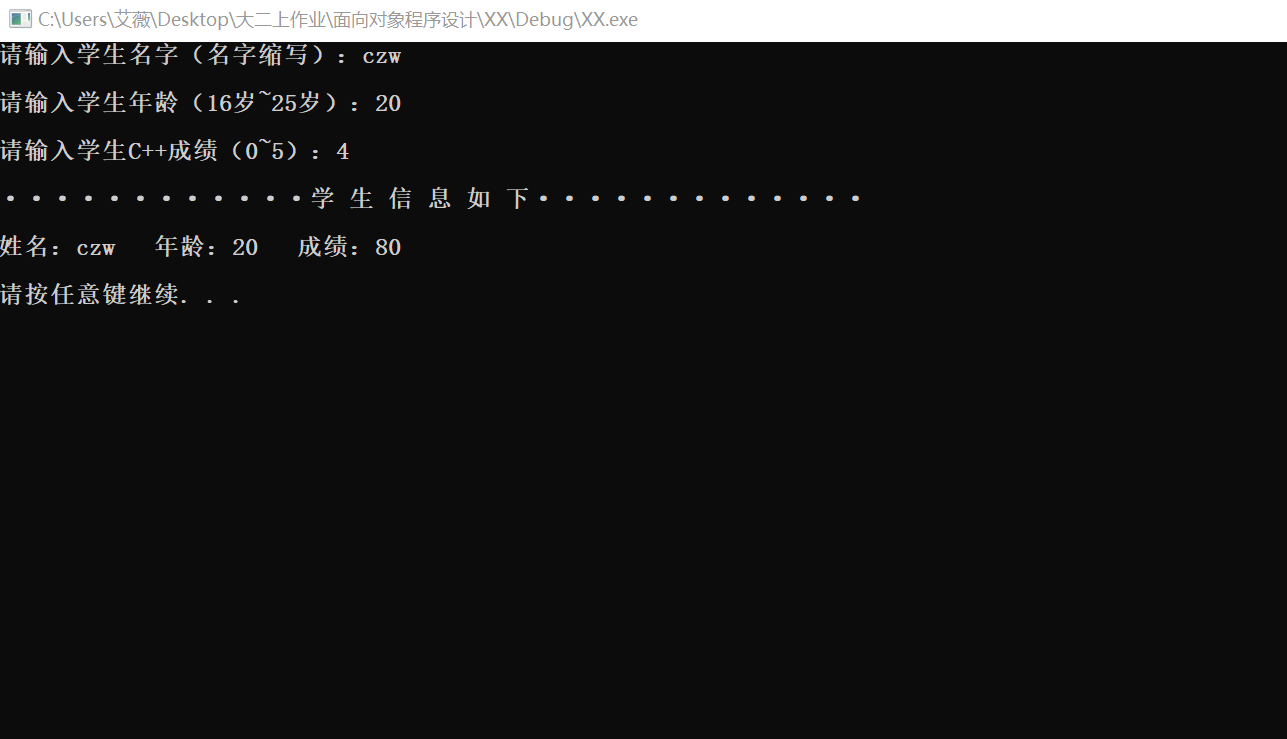 C:\Users\艾薇\Desktop\大二上作业\面向对象程序设计\XX\Debug\XX.exe
请输入学生名字（名字缩写）：czw
请输入学生年龄（16岁~25岁）：20
请输入学生C++成绩（0~5）：4
············学 生 信 息 如 下·············
姓名：czw   年龄：20   成绩：80
请按任意键继续. . .